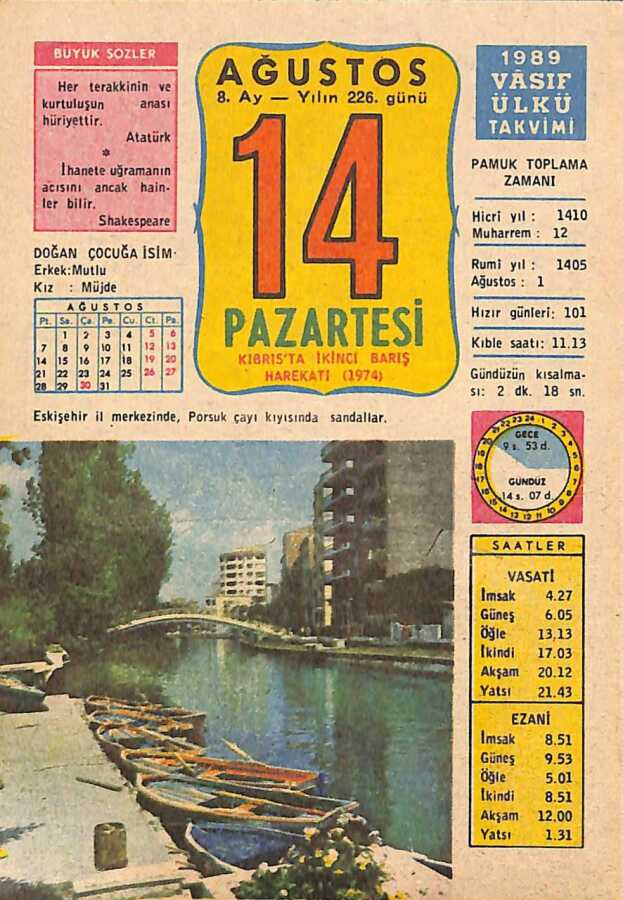 BÜYÜK SÖZLER
Her terakkinin ve
kurtuluşun anası
hüriyettir.
Atatürk
*
İhanete uğramanın
acısını ancak hain-
ler bilir.
Shakespeare
DOĞAN ÇOCUĞA İSİM
Erkek:Mutlu
Kız : Müjde
AĞUSTOS
Pt. Sa. Ça. Pe. Cu. Ct. Pa.
1 2 3 4 5 6
7 8 9 10 11 12 13
14 15 16 17 18 19 20
21 22 23 24 25 26 27
28 29 30 31
AĞUSTOS
8. Ay — Yılın 226. günü
14
PAZARTESİ
KIBRIS'TA İKİNCİ BARIŞ
HAREKATI (1974)
1989
VÂSIF
ÜLKÜ
TAKVİMİ
PAMUK TOPLAMA
ZAMANI
Hicri yıl : 1410
Muharrem : 12
Rumi yıl : 1405
Ağustos : 1
Hızır günleri: 101
Kıble saatı: 11.13
Gündüzün kısalma-
sı: 2 dk. 18 sn.
Eskişehir il merkezinde, Porsuk çayı kıyısında sandallar.
GECE
9 s. 53 d.
GÜNDÜZ
14 s. 07 d.
SAATLER
VASATİ
İmsak 4.27
Güneş 6.05
Öğle 13,13
İkindi 17.03
Akşam 20.12
Yatsı 21.43
EZANİ
İmsak 8.51
Güneş 9.53
Öğle 5.01
İkindi 8.51
Akşam 12,00
Yatsı 1.31